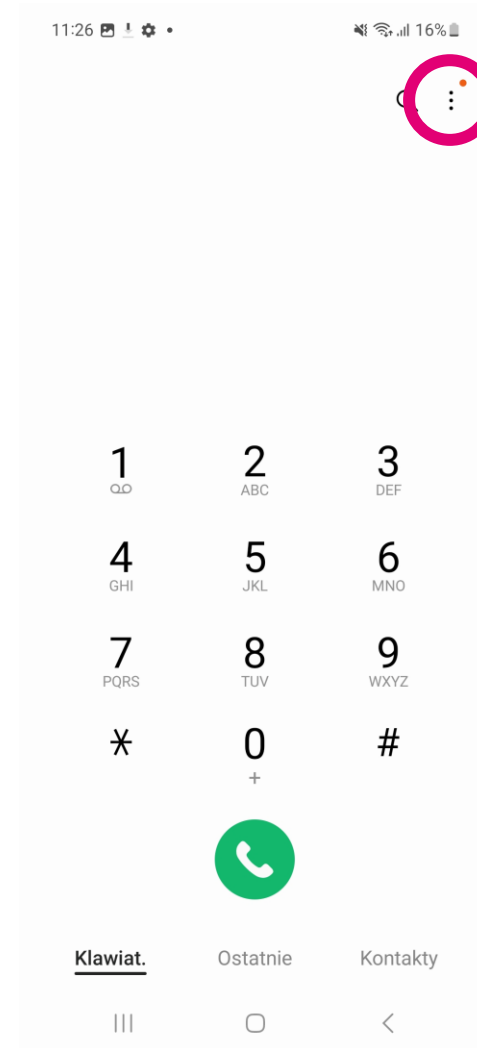 11:26 16%
1 2 3
ABC DEF
4 5 6
GHI JKL MNO
7 8 9
PQRS TUV WXYZ
* 0 #
+
Klawiat. Ostatnie Kontakty